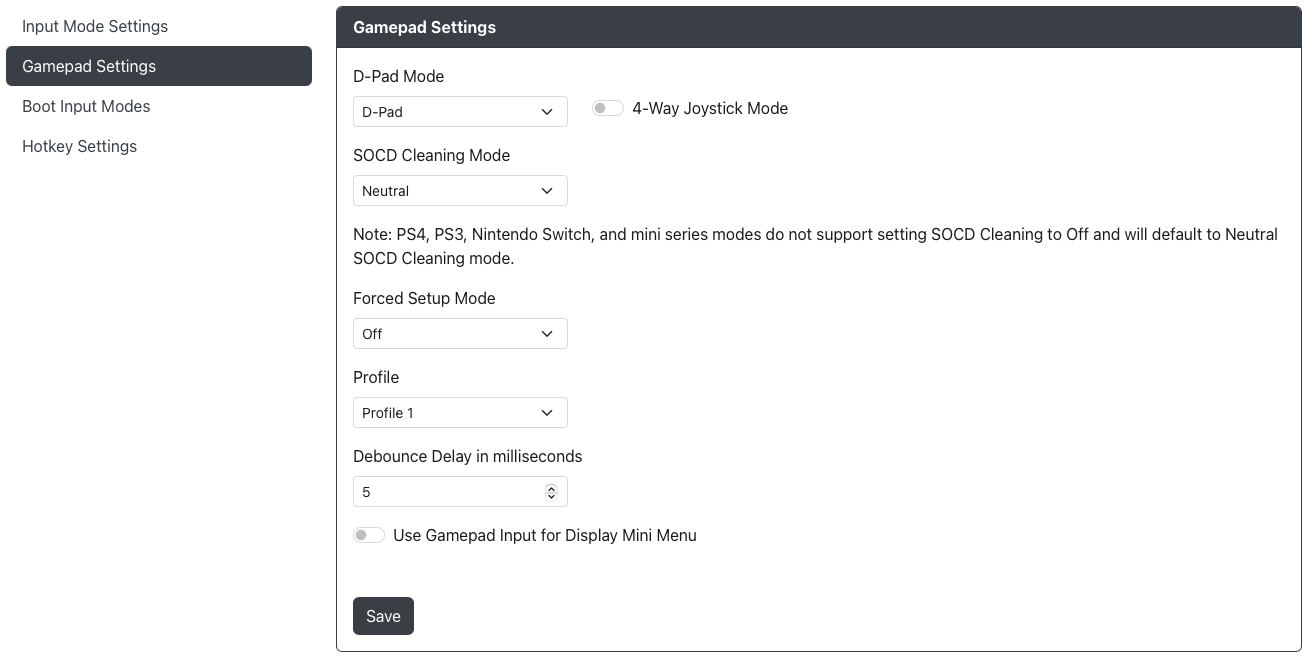 Input Mode Settings
Gamepad Settings
Boot Input Modes
Hotkey Settings
Gamepad Settings
D-Pad Mode
D-Pad
4-Way Joystick Mode
SOCD Cleaning Mode
Neutral
Note: PS4, PS3, Nintendo Switch, and mini series modes do not support setting SOCD Cleaning to Off and will default to Neutral
SOCD Cleaning mode.
Forced Setup Mode
Off
Profile
Profile 1
Debounce Delay in milliseconds
5
Use Gamepad Input for Display Mini Menu
Save